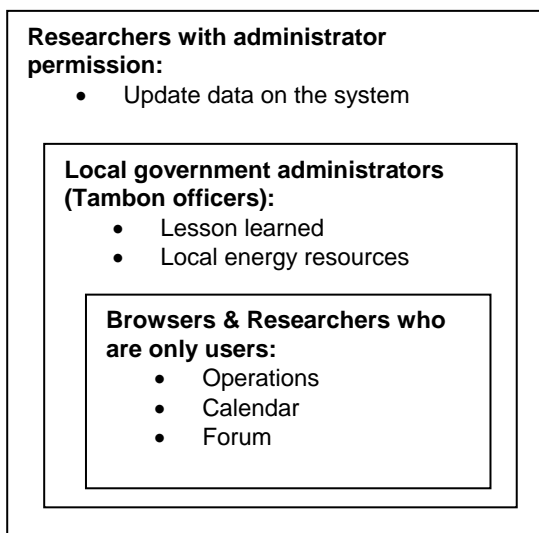 Researchers with administrator
permission:
• Update data on the system
Local government administrators
(Tambon officers):
• Lesson learned
• Local energy resources
Browsers & Researchers who
are only users:
• Operations
• Calendar
• Forum